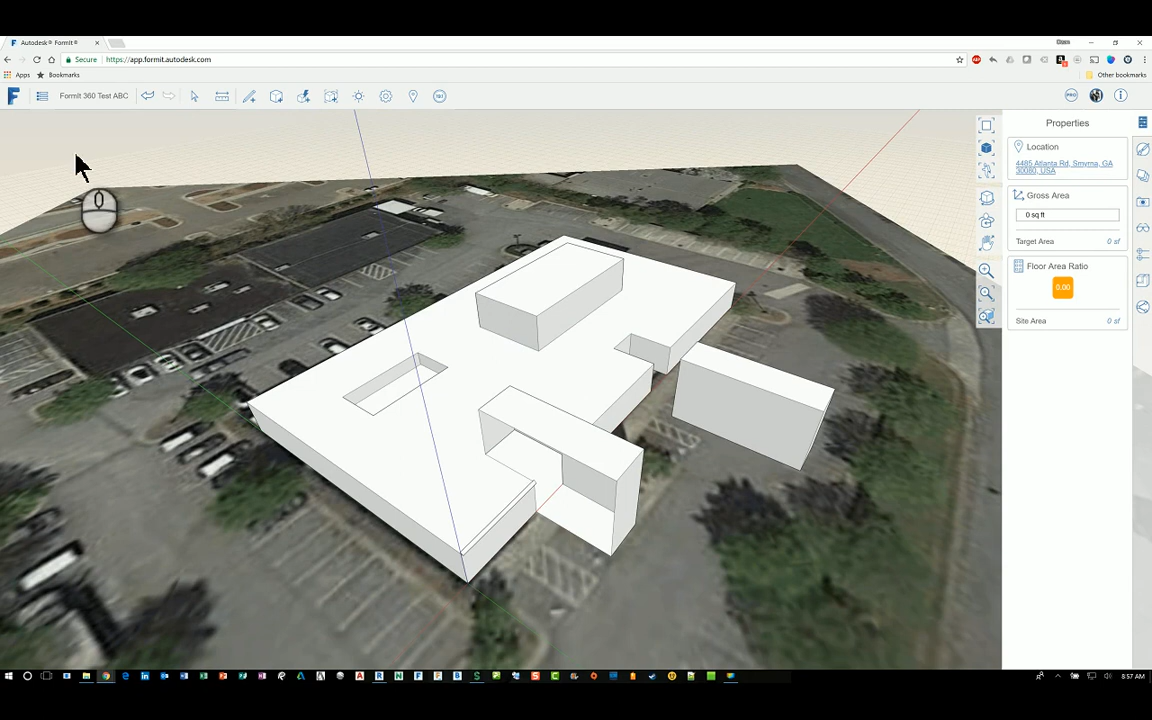 Autodesk® FormIt®
Secure
https://app.formit.autodesk.com
Apps
Bookmarks
Other bookmarks
FormIt 360 Test ABC
PRO
Properties
Location
4485 Atlanta Rd, Smyrna, GA
30080, USA
Gross Area
0 sq ft
Target Area
0 sf
Floor Area Ratio
0.00
Site Area
0 sf
8:57 AM